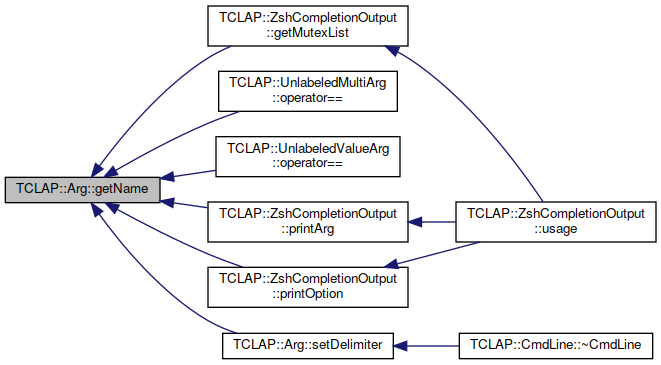 TCLAP::ZshCompletionOutput
::getMutexList
TCLAP::UnlabeledMultiArg
::operator==
TCLAP::UnlabeledValueArg
::operator==
TCLAP::Arg::getName
TCLAP::ZshCompletionOutput
::printArg
TCLAP::ZshCompletionOutput
::usage
TCLAP::ZshCompletionOutput
::printOption
TCLAP::Arg::setDelimiter
TCLAP::CmdLine::~CmdLine